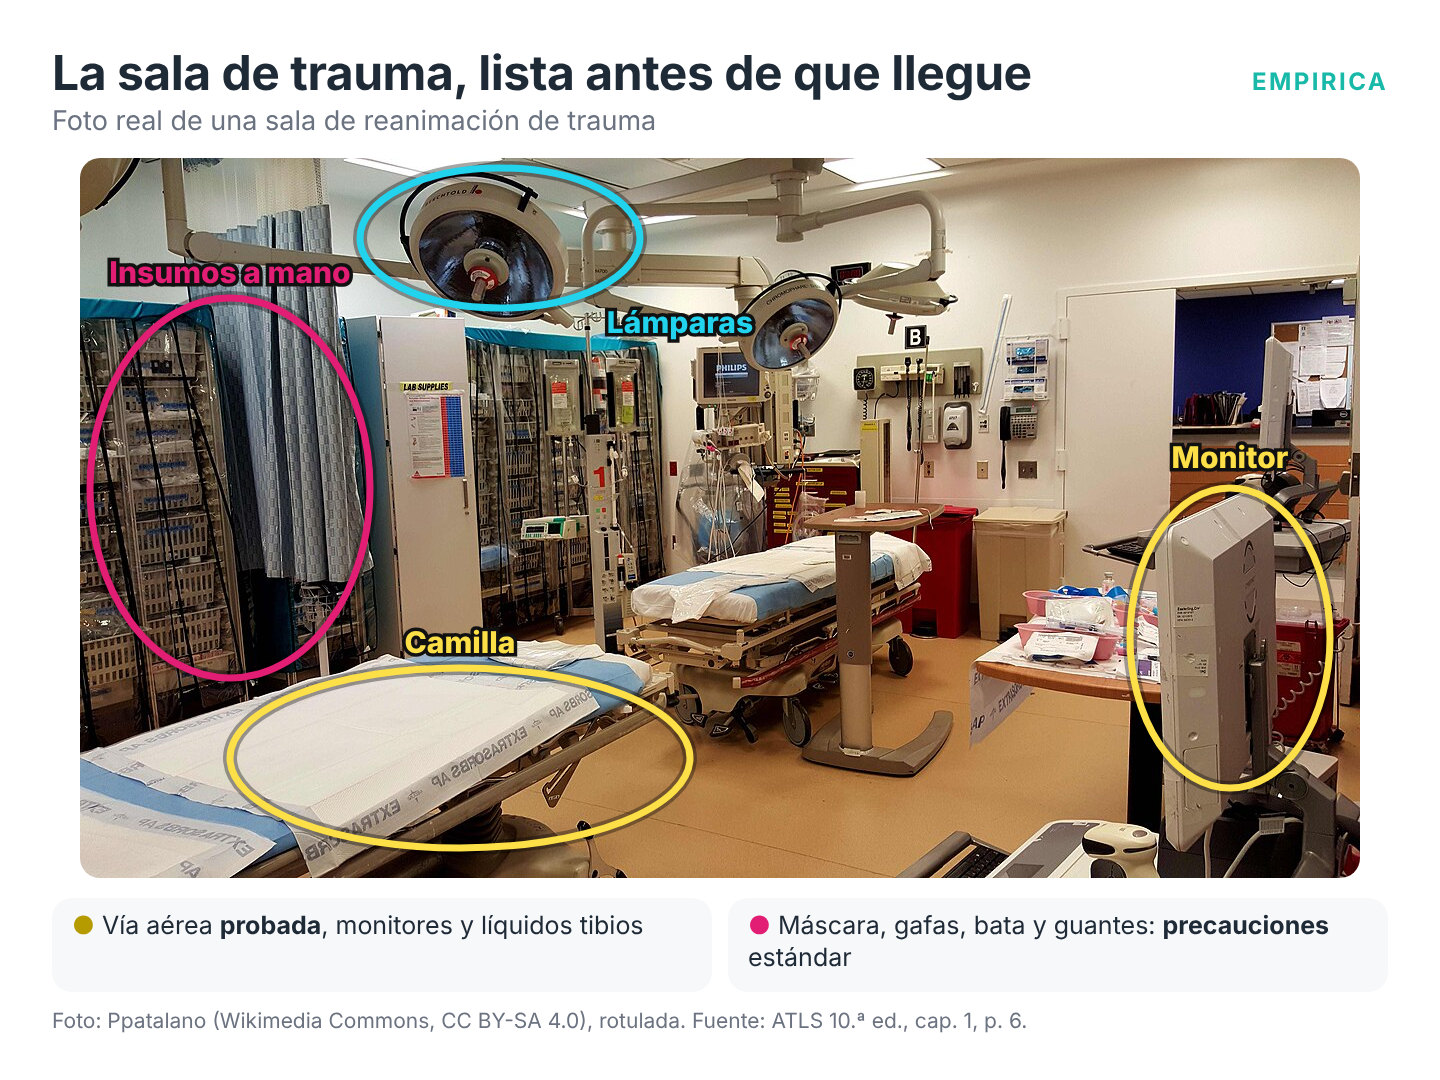 La sala de trauma, lista antes de que llegue
EMPIRICA
Foto real de una sala de reanimación de trauma
Insumos a mano
Lámparas
B
PHILIPS
LAB SUPPLIES
1
Monitor
Camilla
EXTRASORBS AP
EXTRASORBS AP
Vía aérea probada, monitores y líquidos tibios
Máscara, gafas, bata y guantes: precauciones
estándar
Foto: Ppatalano (Wikimedia Commons, CC BY-SA 4.0), rotulada. Fuente: ATLS 10.ª ed., cap. 1, p. 6.